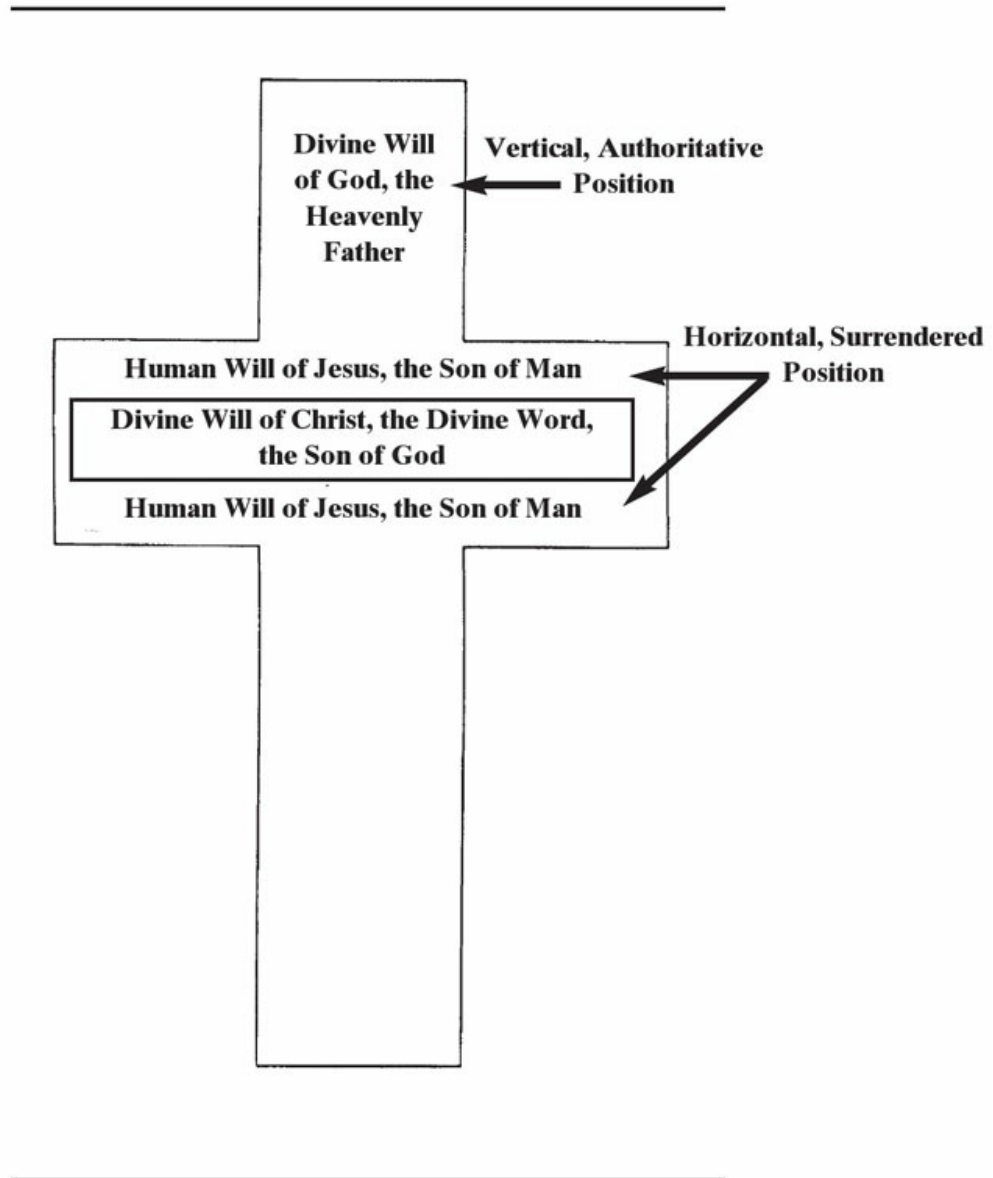 Divine Will
of God, the
Heavenly
Father
Vertical, Authoritative
Position
Horizontal, Surrendered
Position
Human Will of Jesus, the Son of Man
Divine Will of Christ, the Divine Word,
the Son of God
Human Will of Jesus, the Son of Man